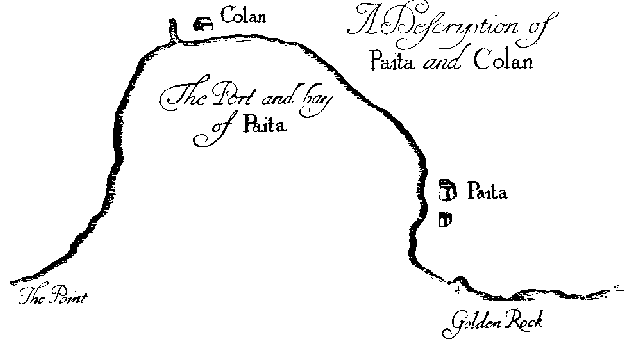 Colan
A Description of
Paita and Colan
The Port and bay
of Paita
Paita
The Point
Golden Rock